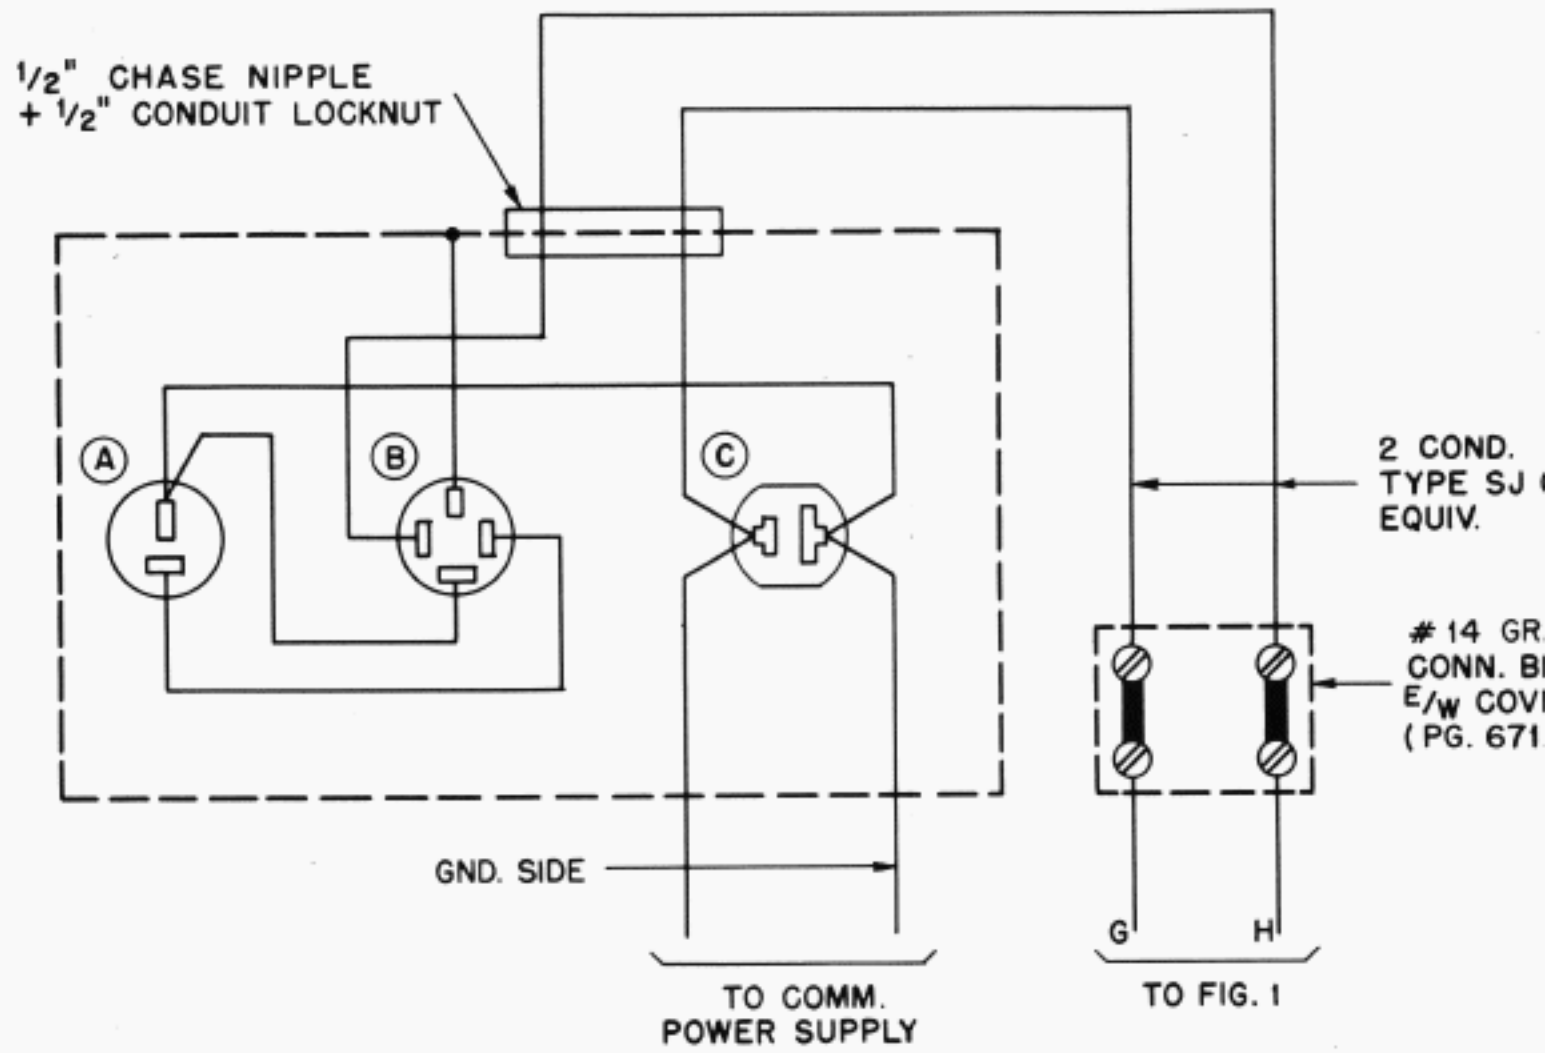 1/2" CHASE NIPPLE
+ 1/2" CONDUIT LOCKNUT
A
B
C
2 COND.
TYPE SJ
EQUIV.
# 14 GR.
CONN.
E/W
(PG. 671
GND. SIDE
G
H
TO COMM.
POWER SUPPLY
TO FIG. 1